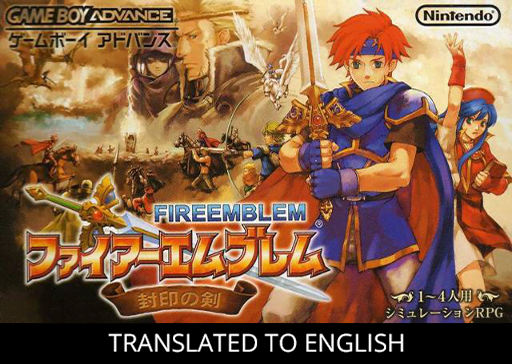 GAME BOY ADVANCE
ゲームボーイ アドバンス
Nintendo
FIREEMBLEM
ファイアーエムブレム®
封印の剣
1~4人用
シミュレーションRPG
TRANSLATED TO ENGLISH